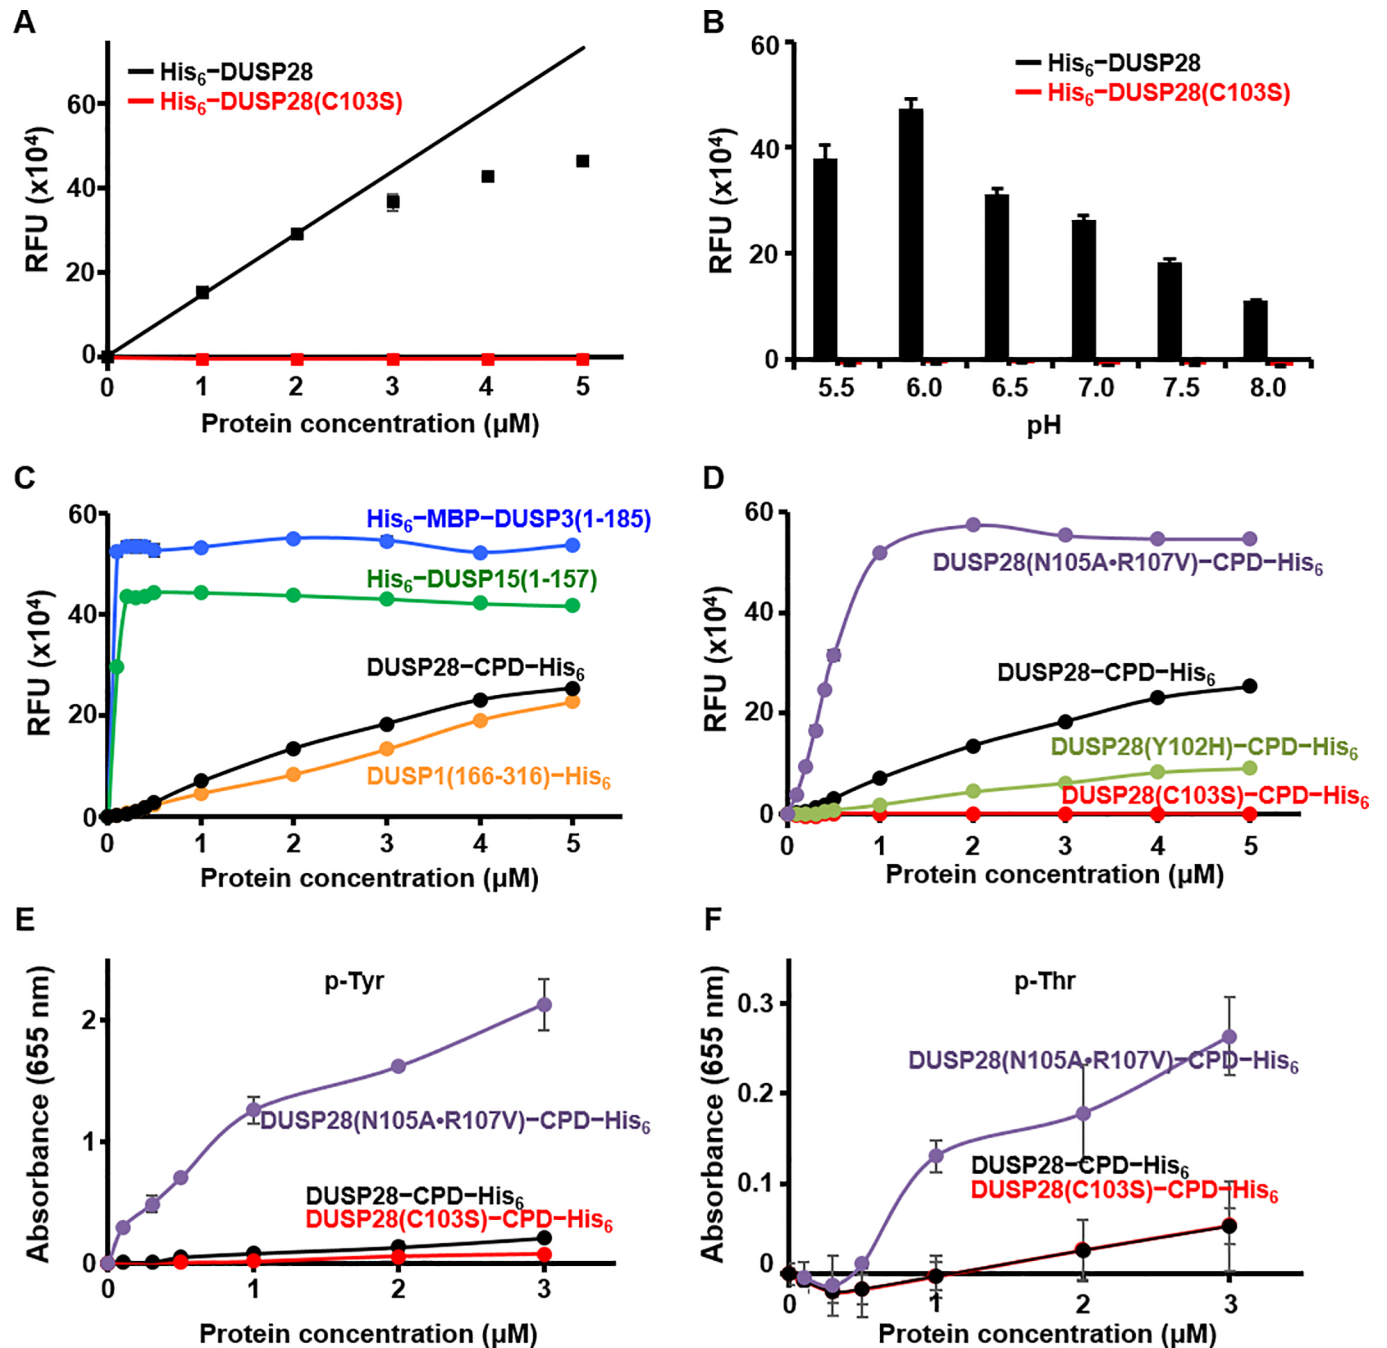 A
His6–DUSP28
His6–DUSP28(C103S)
RFU (x10⁴)
60
40
20
0
0 1 2 3 4 5
Protein concentration (µM)
B
His6–DUSP28
His6–DUSP28(C103S)
RFU (x10⁴)
60
40
20
0
5.5 6.0 6.5 7.0 7.5 8.0
pH
C
His6–MBP–DUSP3(1-185)
His6–DUSP15(1-157)
DUSP28–CPD–His6
DUSP1(166-316)–His6
RFU (x10⁴)
60
40
20
0
0 1 2 3 4 5
Protein concentration (µM)
D
DUSP28(N105A•R107V)–CPD–His6
DUSP28–CPD–His6
DUSP28(Y102H)–CPD–His6
DUSP28(C103S)–CPD–His6
RFU (x10⁴)
60
40
20
0
0 1 2 3 4 5
Protein concentration (µM)
E
p-Tyr
DUSP28(N105A•R107V)–CPD–His6
DUSP28–CPD–His6
DUSP28(C103S)–CPD–His6
Absorbance (655 nm)
2
1
0
0 1 2 3
Protein concentration (µM)
F
p-Thr
DUSP28(N105A•R107V)–CPD–His6
DUSP28–CPD–His6
DUSP28(C103S)–CPD–His6
Absorbance (655 nm)
0.3
0.2
0.1
0
0 1 2 3
Protein concentration (µM)